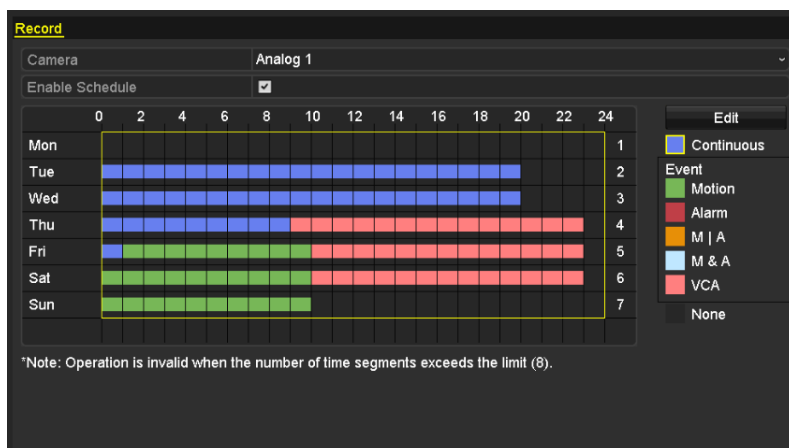 Record
Camera Analog 1
Enable Schedule
0 2 4 6 8 10 12 14 16 18 20 22 24
Edit
Mon 1
Continuous
Tue 2
Event
Motion
Wed 3
Alarm
Thu 4
M | A
Fri 5
M & A
Sat 6
VCA
Sun 7
None
*Note: Operation is invalid when the number of time segments exceeds the limit (8).